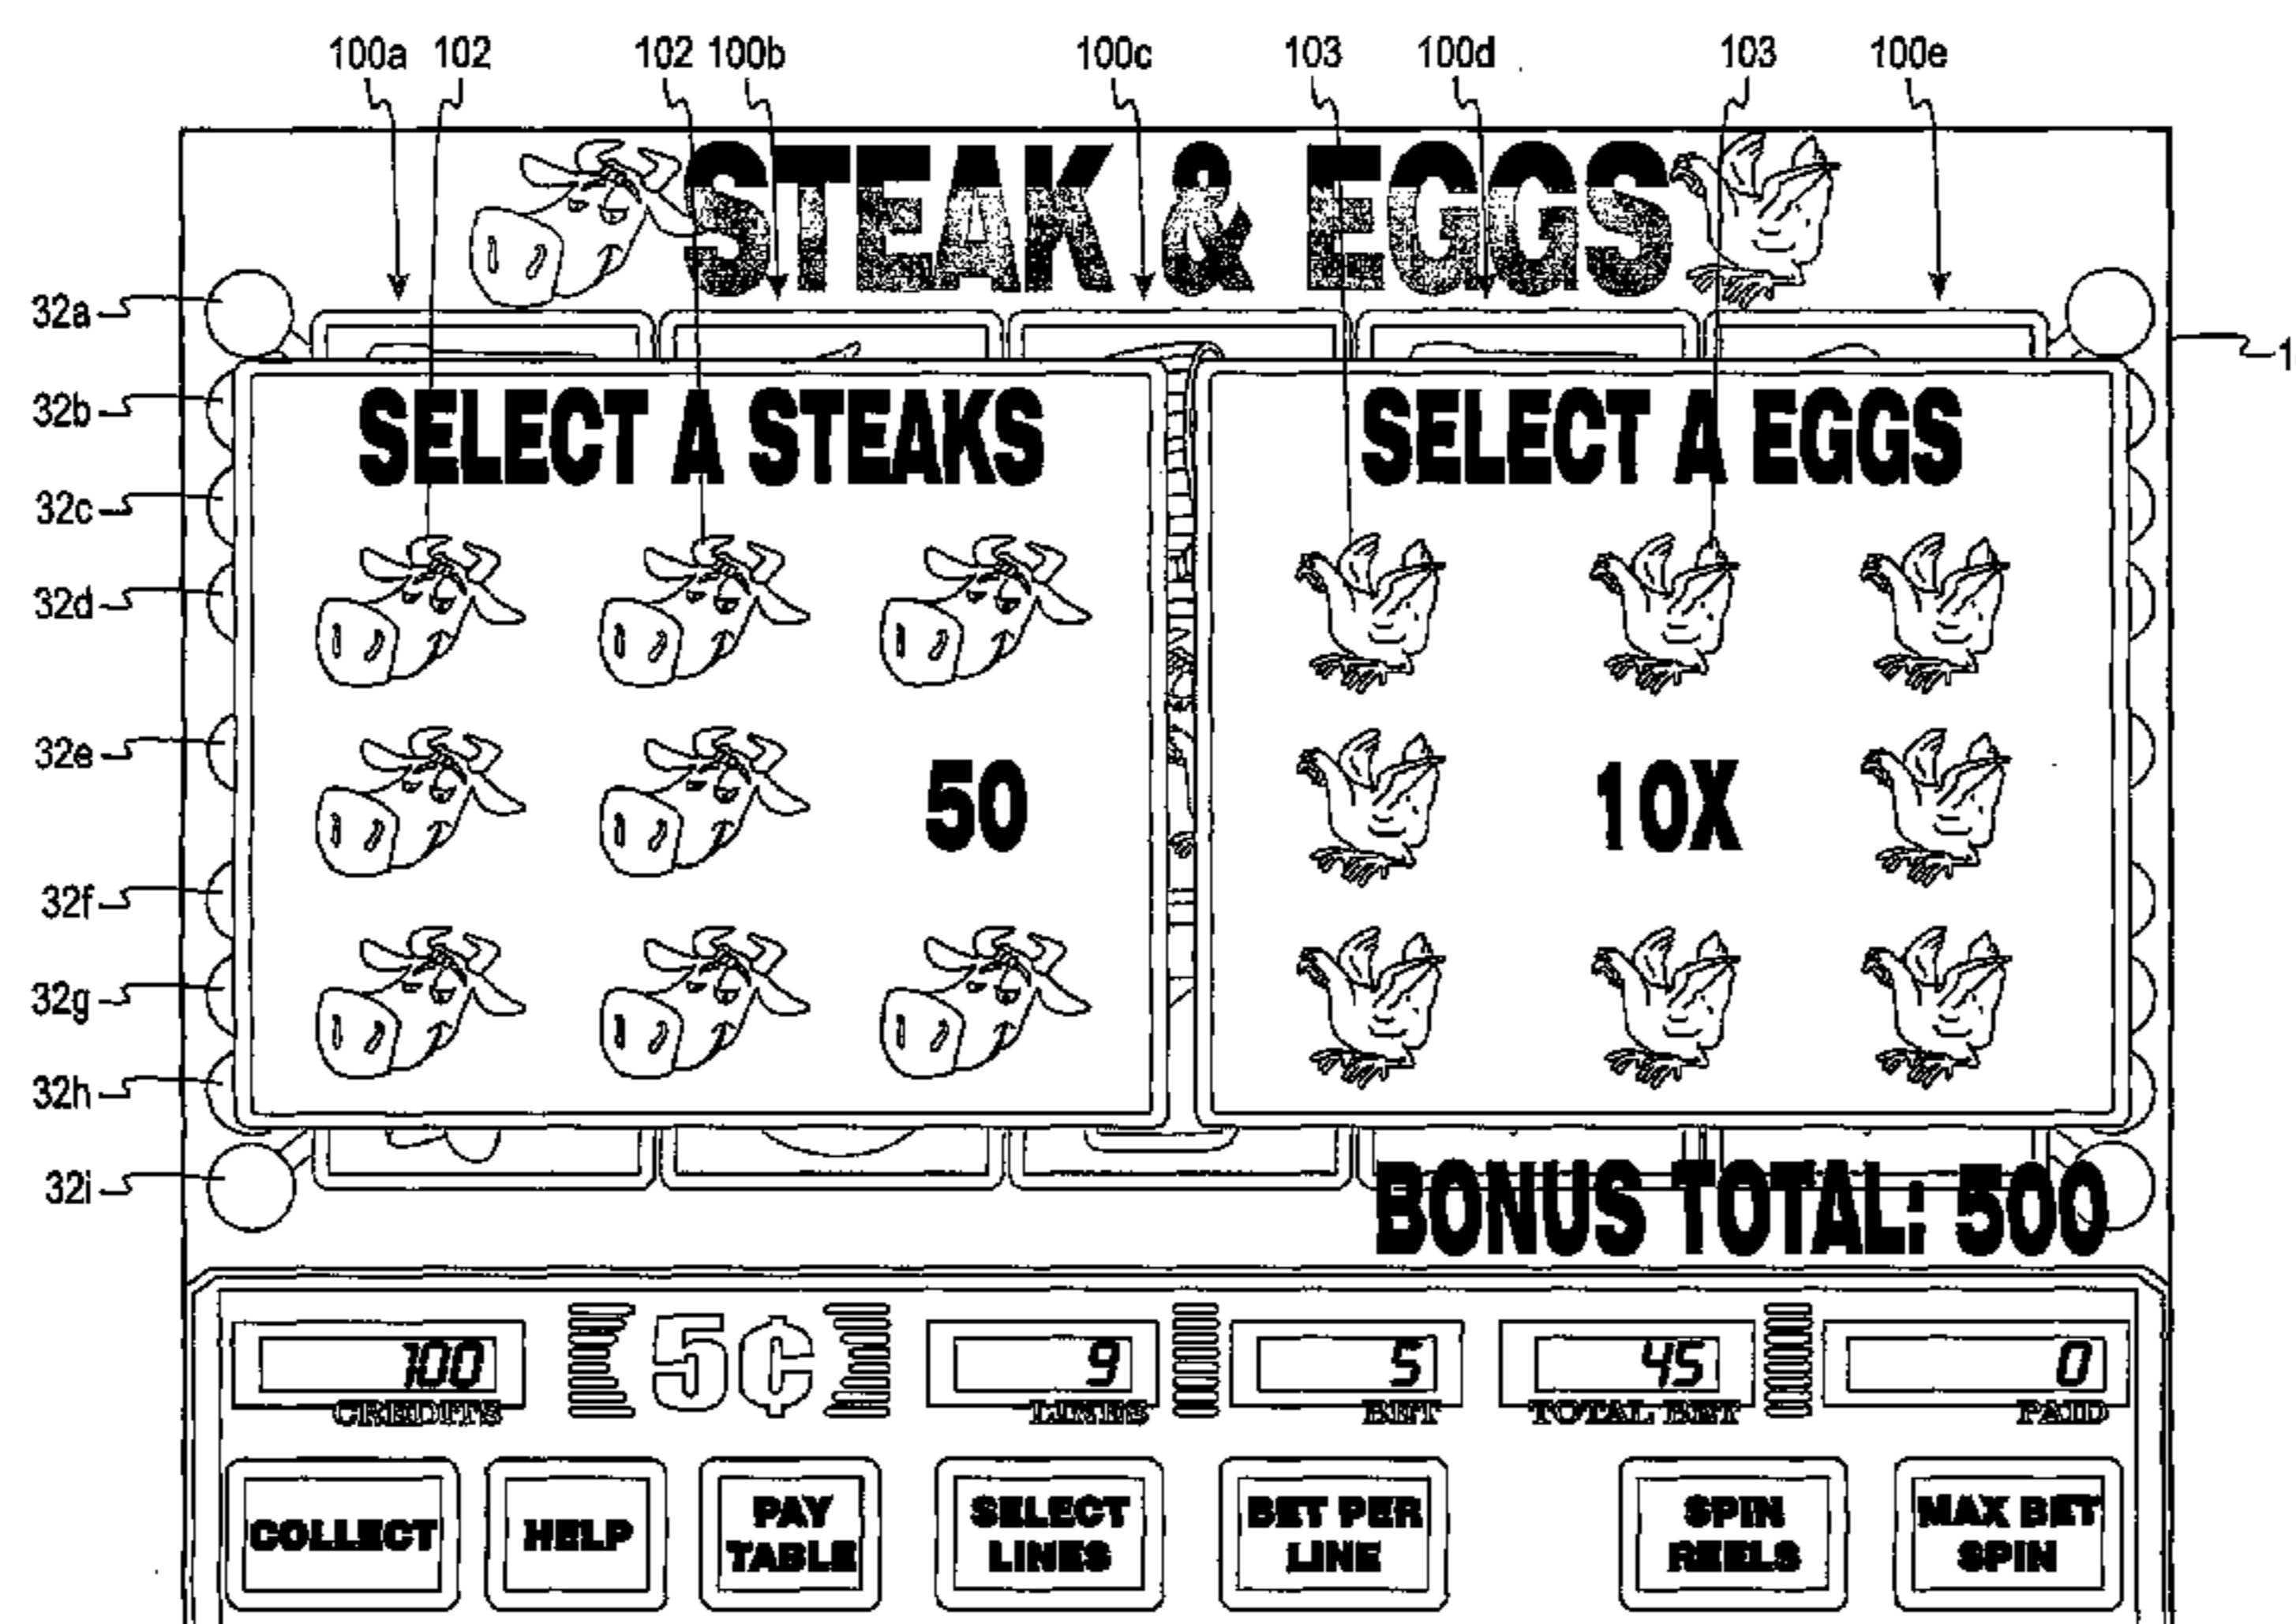 100a 102 102 100b 100c 103 100d 103 100e
STEAK & EGGS
32a
1
32b
SELECT A STEAKS SELECT A EGGS
32c
32d
32e
50 10X
32f
32g
32h
32i
BONUS TOTAL: 500
100 5¢ 9 5 45 0
CREDITS LINES BET TOTAL BET PAID
COLLECT HELP PAY TABLE SELECT LINES BET PER LINE SPIN REELS MAX BET SPIN